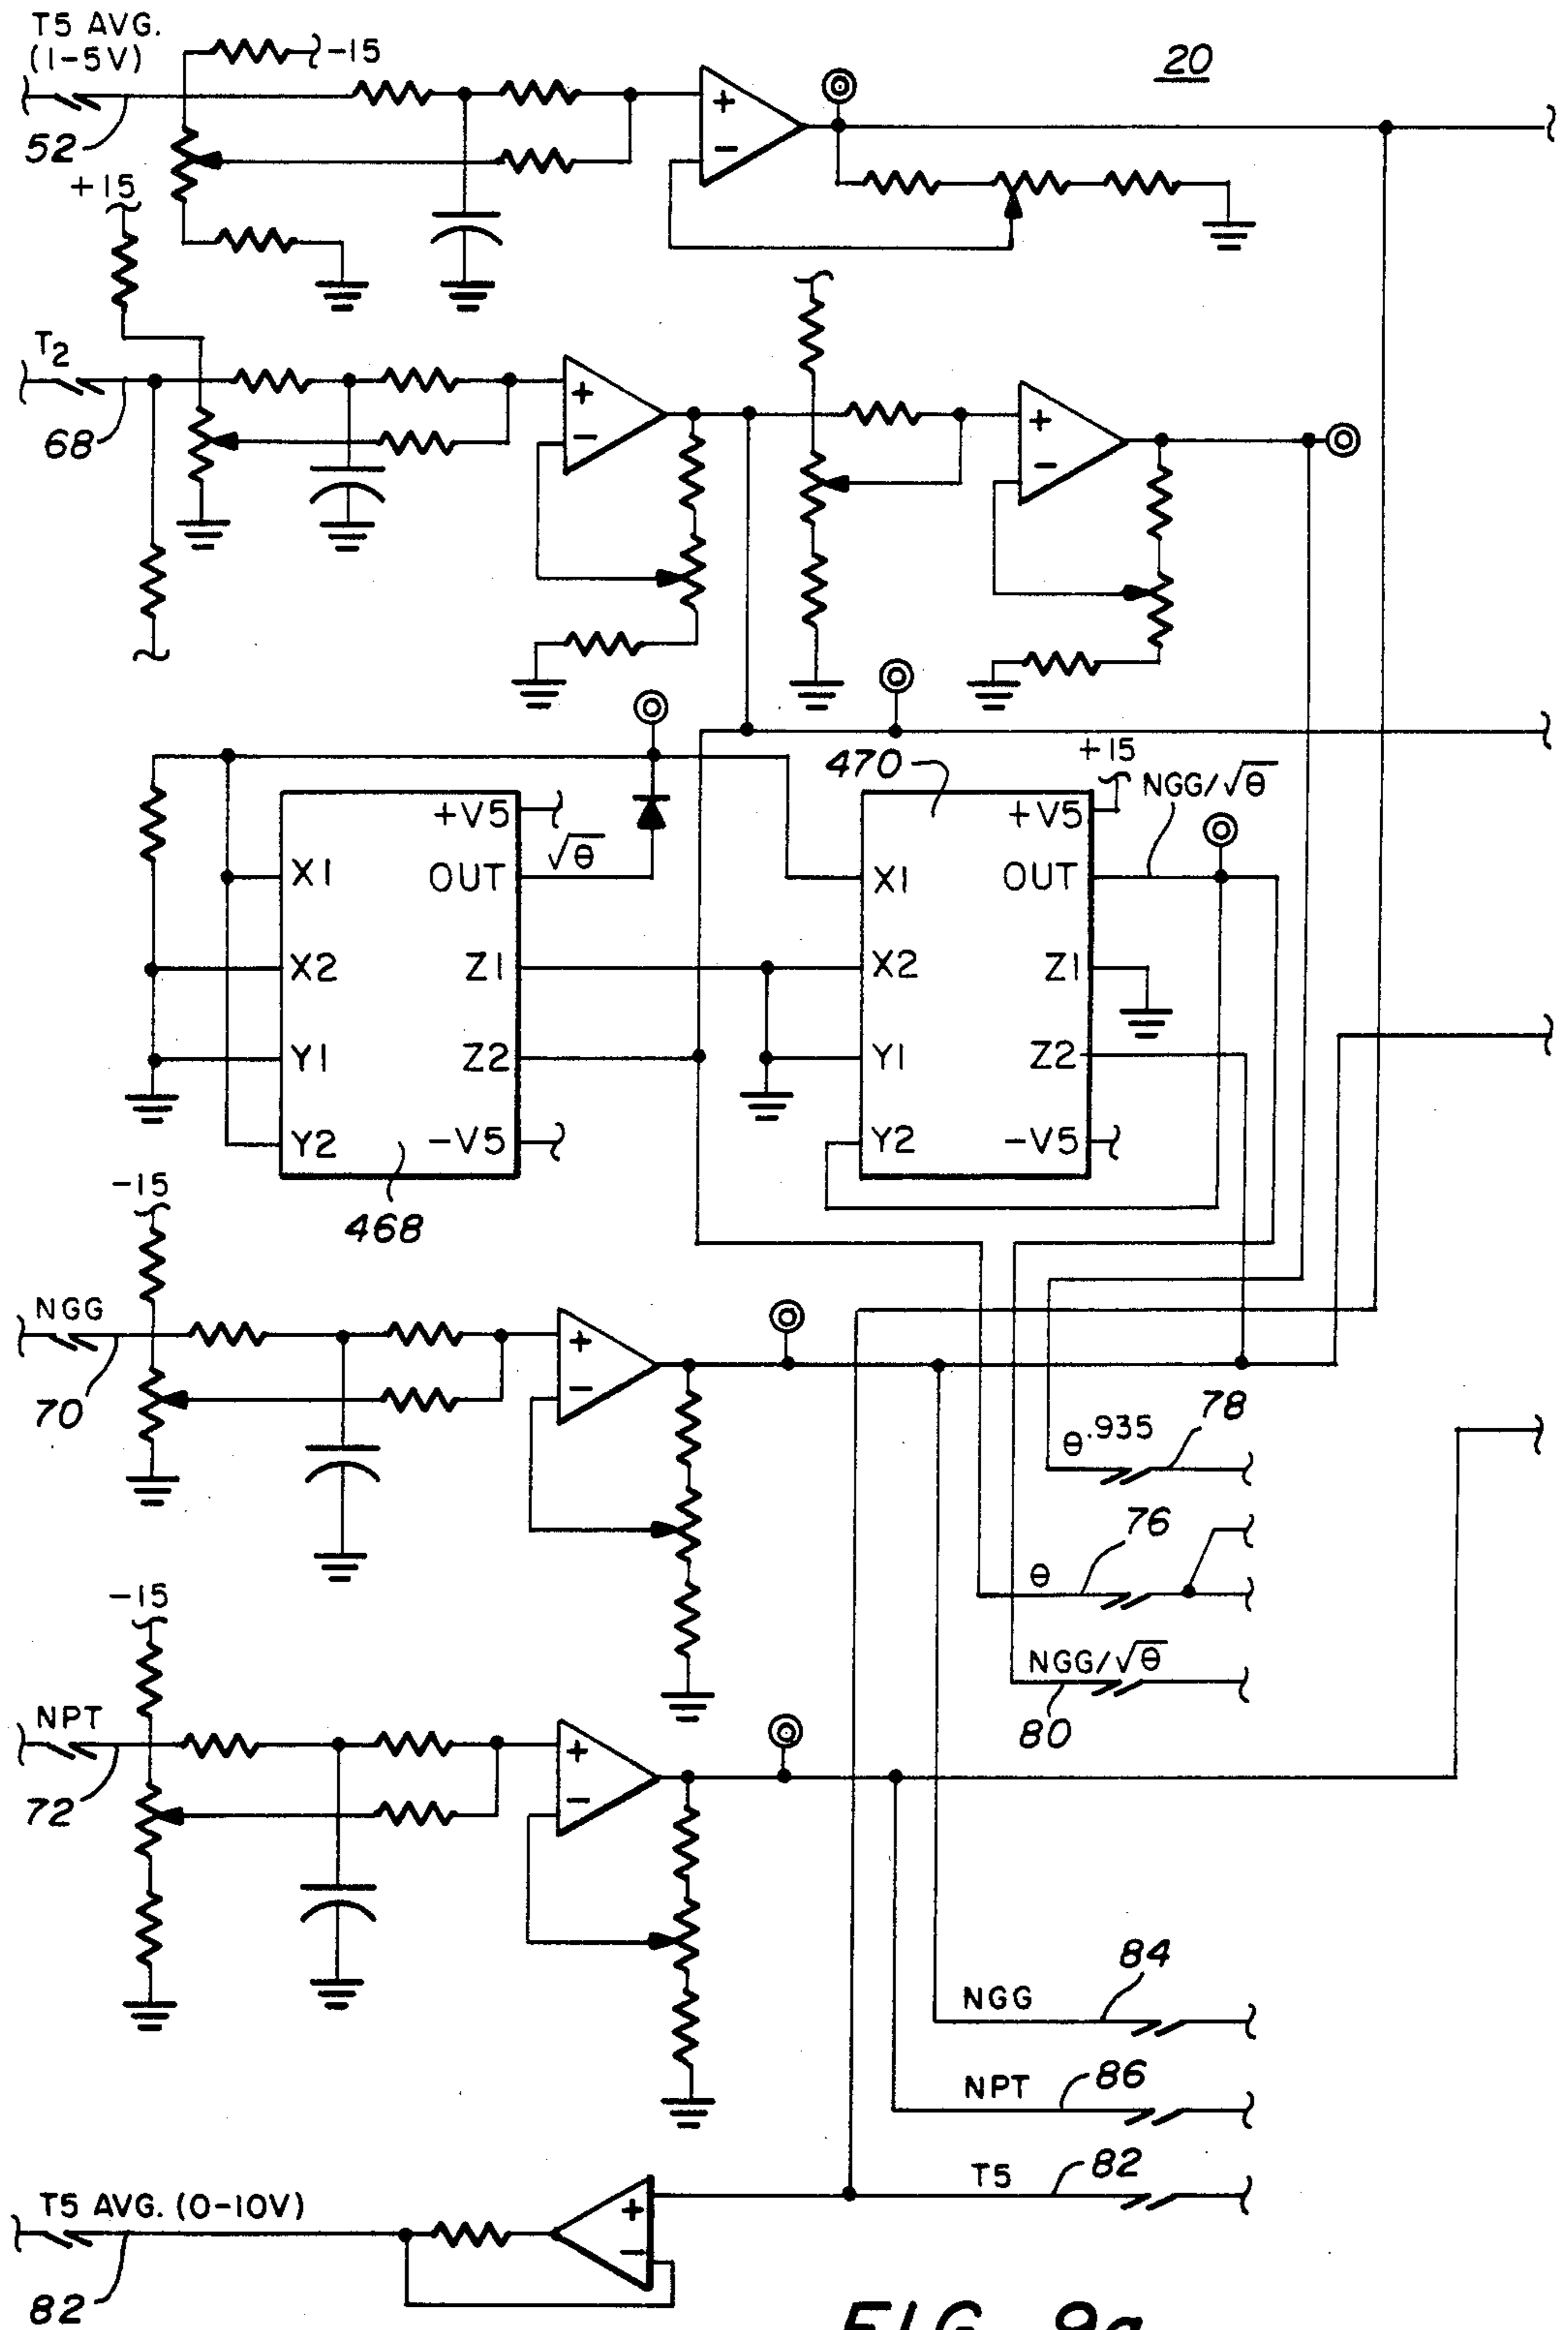 T5 AVG.
(1-5V)
-15
20
52
+15
T2
68
470
+15
NGG/√θ
+V5
√θ
+V5
X1
OUT
X1
OUT
X2
Z1
X2
Z1
Y1
Z2
Y1
Z2
Y2
-V5
Y2
-V5
-15
468
NGG
70
78
θ.935
76
θ
-15
NGG/√θ
80
NPT
72
84
NGG
NPT
86
T5
82
T5 AVG. (0-10V)
82
FIG. 9a